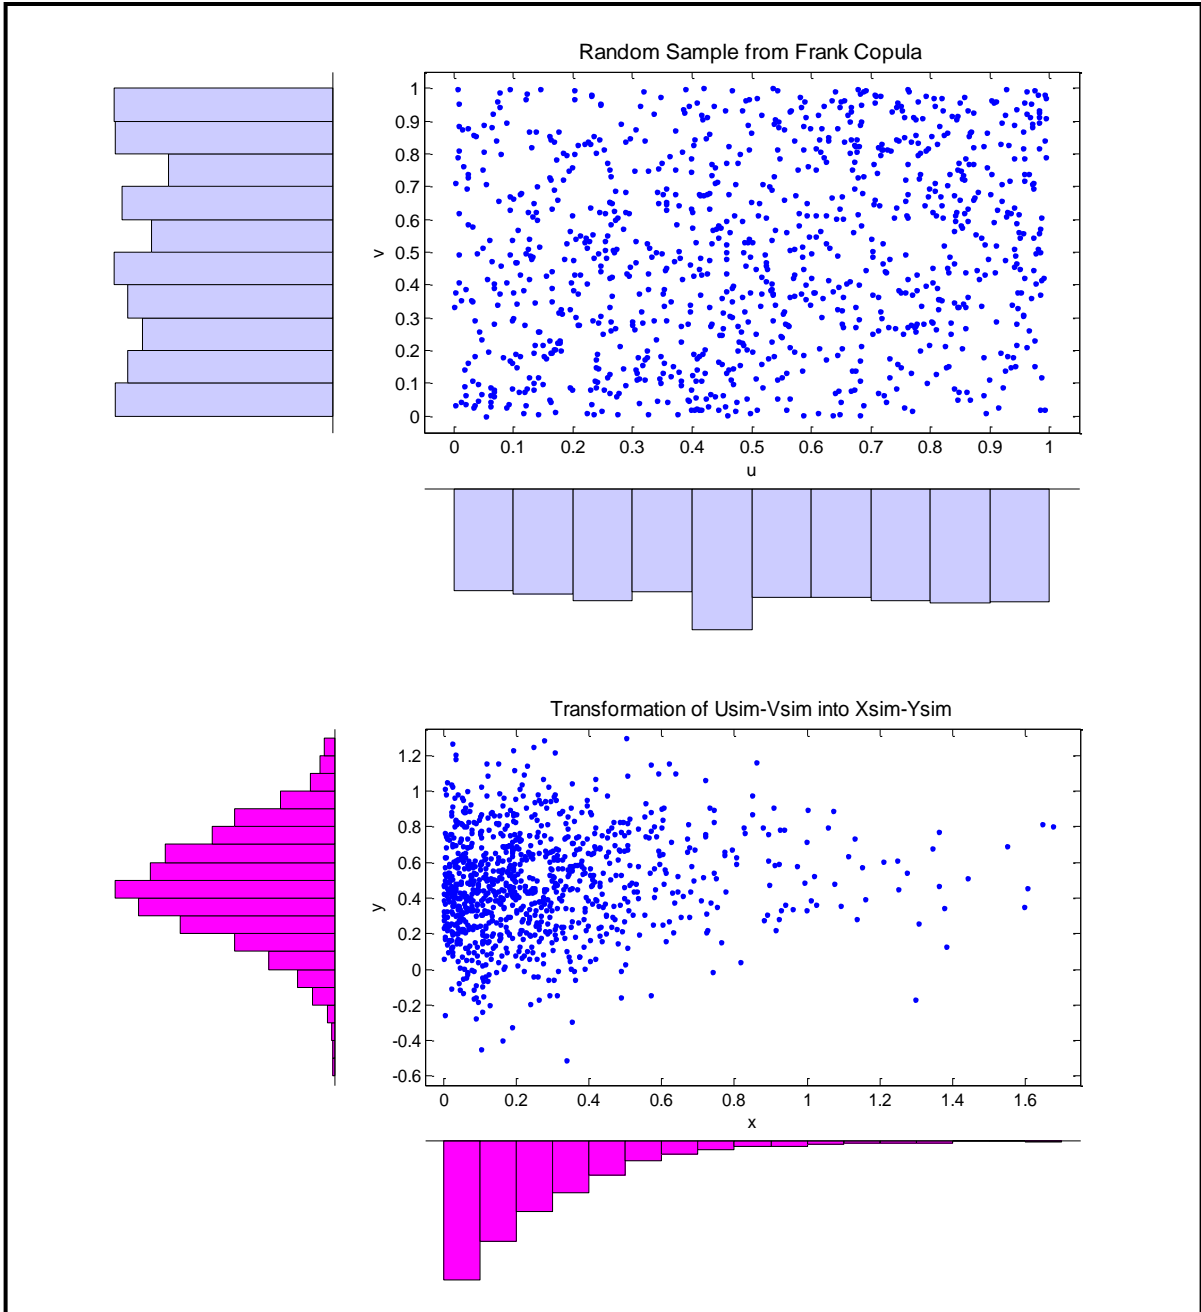 Random Sample from Frank Copula
1
0.9
0.8
0.7
0.6
0.5
0.4
0.3
0.2
0.1
0
v
0 0.1 0.2 0.3 0.4 0.5 0.6 0.7 0.8 0.9 1
u
Transformation of Usim-Vsim into Xsim-Ysim
1.2
1
0.8
0.6
0.4
0.2
0
-0.2
-0.4
-0.6
y
0 0.2 0.4 0.6 0.8 1 1.2 1.4 1.6
x